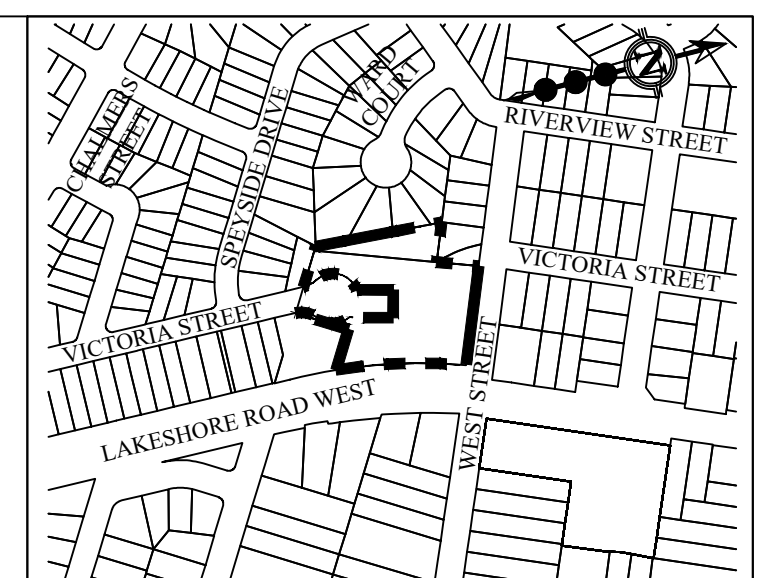 WARD
COURT
N
CHALMERS
STREET
SPEYSIDE DRIVE
RIVERVIEW STREET
VICTORIA STREET
VICTORIA STREET
LAKESHORE ROAD WEST
WEST STREET